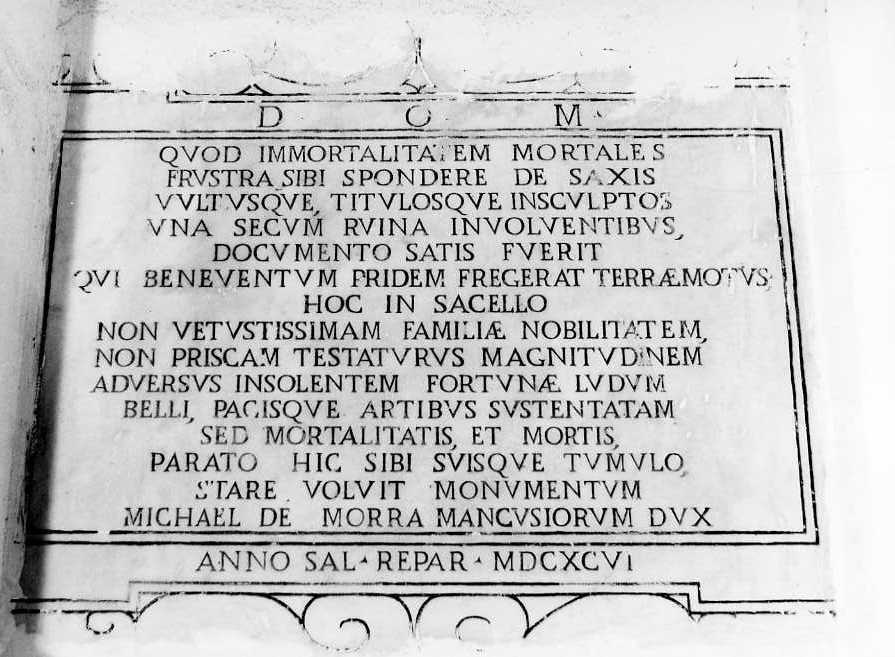 D · O · M ·
QVOD IMMORTALITATEM MORTALES
FRVSTRA SIBI SPONDERE DE SAXIS
VVLTVSQVE, TITVLOSQVE INSCVLPTOS
VNA SECVM RVINA INVOLVENTIBVS,
DOCVMENTO SATIS FVERIT
QVI BENEVENTVM PRIDEM FREGERAT TERRÆMOTVS;
HOC IN SACELLO
NON VETVSTISSIMAM FAMILIÆ NOBILITATEM,
NON PRISCAM TESTATVRVS MAGNITVDINEM
ADVERSVS INSOLENTEM FORTVNÆ LVDVM
BELLI, PACISQVE ARTIBVS SVSTENTATAM
SED MORTALITATIS, ET MORTIS,
PARATO HIC SIBI SVISQVE TVMVLO,
STARE VOLVIT MONVMENTVM
MICHAEL DE MORRA MANCVSIORVM DVX
ANNO SAL · REPAR · MDCXCVI